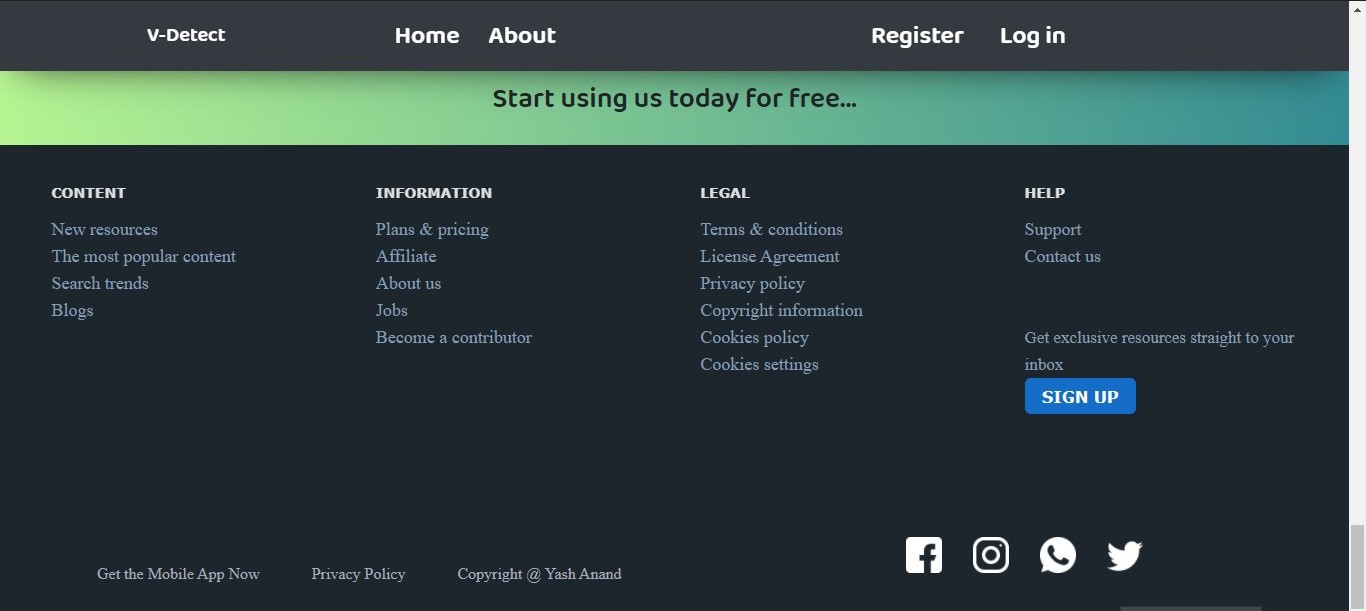 V-Detect
Home
About
Register
Log in
Start using us today for free...
CONTENT
New resources
The most popular content
Search trends
Blogs
INFORMATION
Plans & pricing
Affiliate
About us
Jobs
Become a contributor
LEGAL
Terms & conditions
License Agreement
Privacy policy
Copyright information
Cookies policy
Cookies settings
HELP
Support
Contact us
Get exclusive resources straight to your
inbox
SIGN UP
Get the Mobile App Now
Privacy Policy
Copyright @ Yash Anand